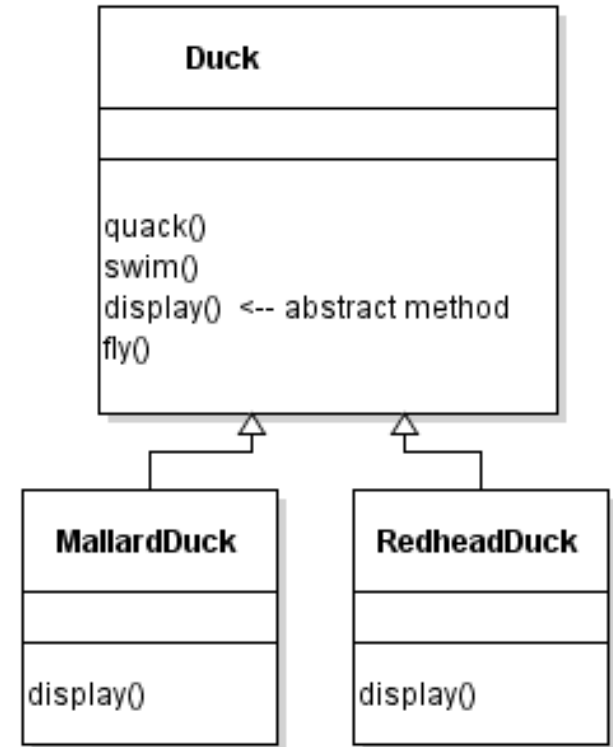 Duck
quack()
swim()
display() <-- abstract method
fly()
MallardDuck
display()
RedheadDuck
display()